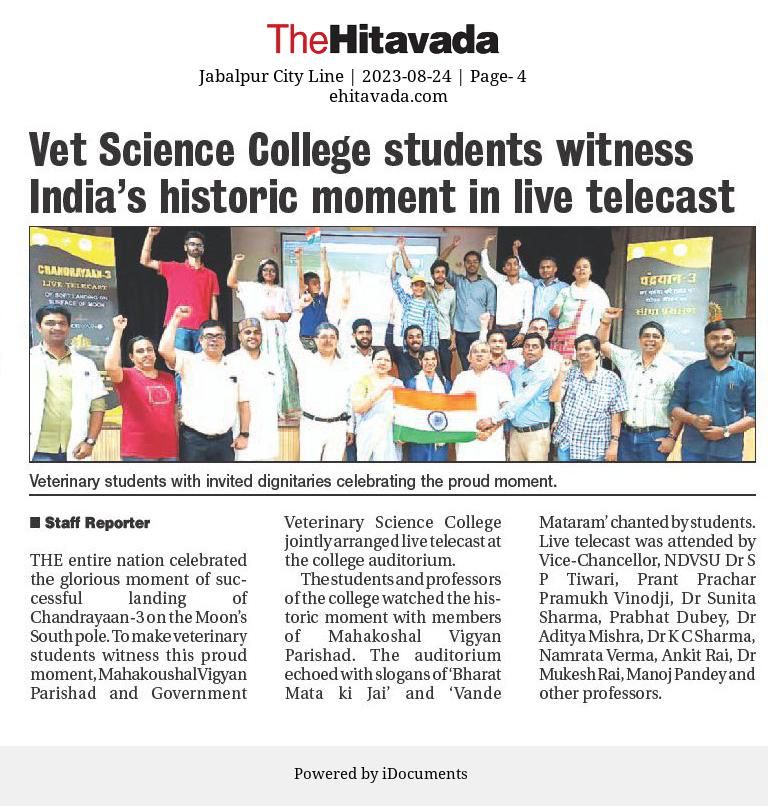 TheHitavada
Jabalpur City Line | 2023-08-24 | Page- 4
ehitavada.com
Vet Science College students witness
India's historic moment in live telecast
CHANDRAYAAN-3
LIVE TELECAST
OF SOFT LANDING ON
SURFACE OF MOON
चंद्रयान-3
सीधा प्रसारण
Veterinary students with invited dignitaries celebrating the proud moment.
■ Staff Reporter
THE entire nation celebrated
the glorious moment of suc-
cessful landing of
Chandrayaan-3 on the Moon's
South pole. To make veterinary
students witness this proud
moment, Mahakoushal Vigyan
Parishad and Government
Veterinary Science College
jointly arranged live telecast at
the college auditorium.
The students and professors
of the college watched the his-
toric moment with members
of Mahakoshal Vigyan
Parishad. The auditorium
echoed with slogans of 'Bharat
Mata ki Jai' and 'Vande
Mataram' chanted by students.
Live telecast was attended by
Vice-Chancellor, NDVSU Dr S
P Tiwari, Prant Prachar
Pramukh Vinodji, Dr Sunita
Sharma, Prabhat Dubey, Dr
Aditya Mishra, Dr K C Sharma,
Namrata Verma, Ankit Rai, Dr
Mukesh Rai, Manoj Pandey and
other professors.
Powered by iDocuments